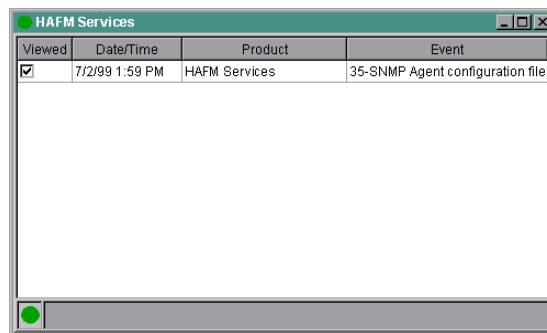 HAFM Services
Viewed Date/Time Product Event
7/2/99 1:59 PM HAFM Services 35-SNMP Agent configuration file